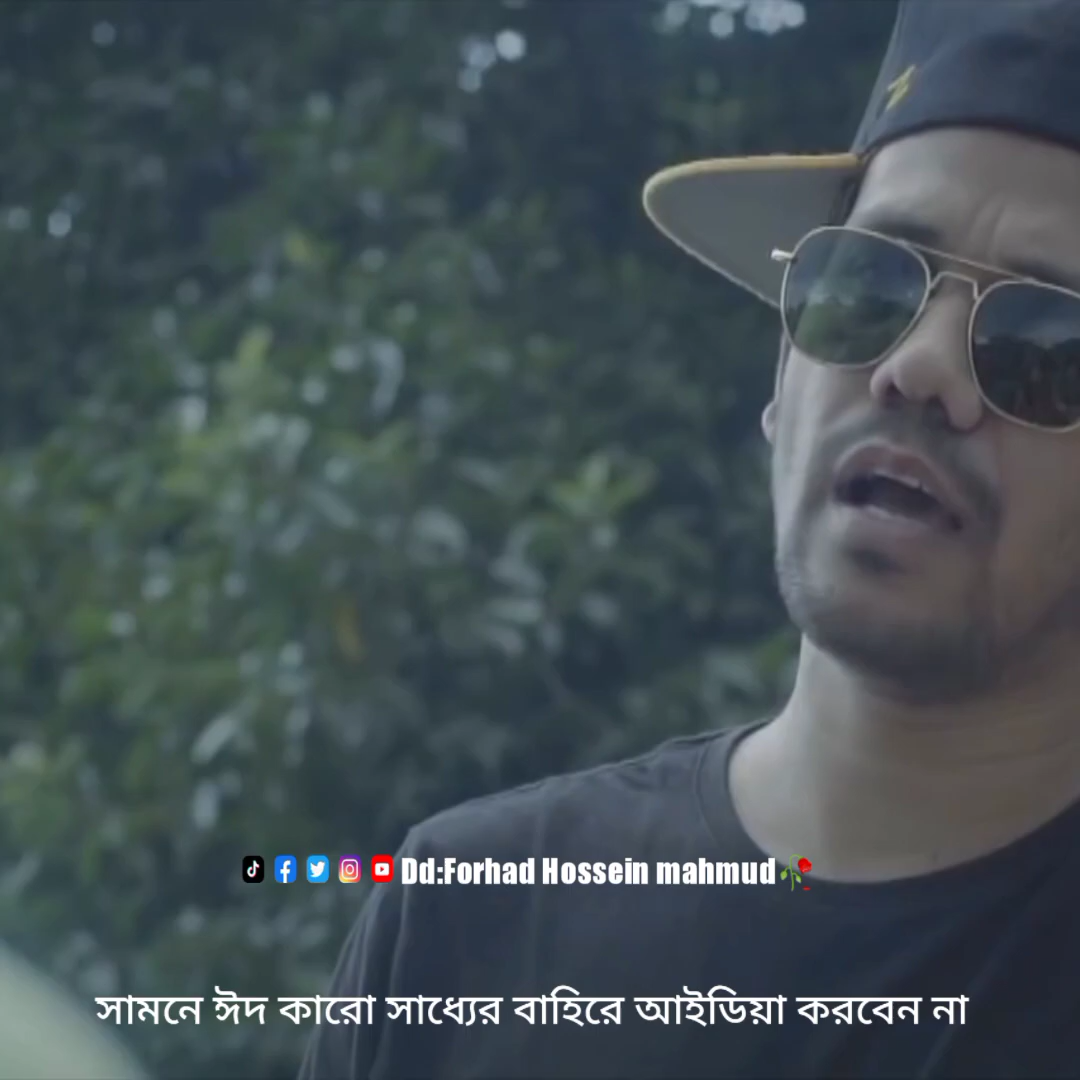 Dd:Forhad Hossein mahmud🥀
সামনে ঈদ কারো সাধ্যের বাহিরে আইডিয়া করবেন না